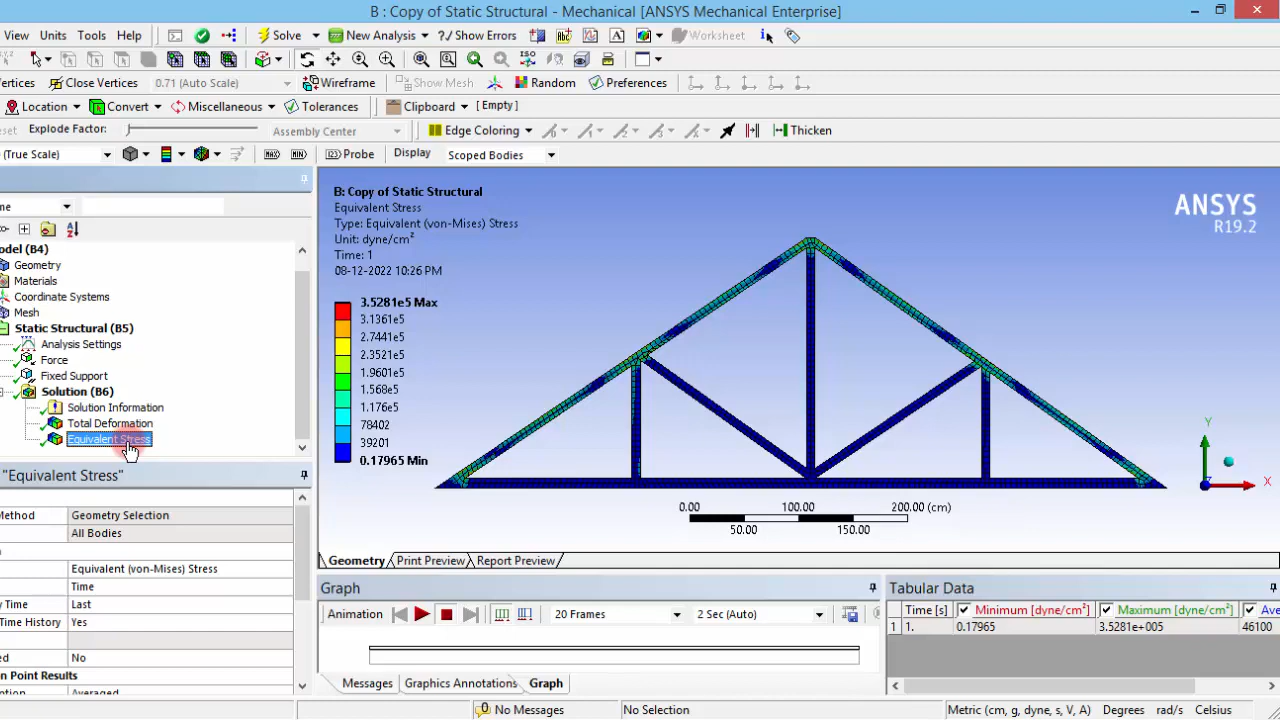 B : Copy of Static Structural - Mechanical [ANSYS Mechanical Enterprise]
View Units Tools Help Solve New Analysis ?/ Show Errors Worksheet
0.71 (Auto Scale) Wireframe Show Mesh Random Preferences
Close Vertices
Location Convert Miscellaneous Tolerances Clipboard [Empty]
Explode Factor: Assembly Center Edge Coloring Thicken
(True Scale) MAX MIN Probe Display Scoped Bodies
B: Copy of Static Structural
Equivalent Stress
Type: Equivalent (von-Mises) Stress
Unit: dyne/cm²
Time: 1
08-12-2022 10:26 PM
3.5281e5 Max
3.1361e5
2.7441e5
2.3521e5
1.9601e5
1.568e5
1.176e5
78402
39201
0.17965 Min
ANSYS
R19.2
odel (B4)
Geometry
Materials
Coordinate Systems
Mesh
Static Structural (B5)
Analysis Settings
Force
Fixed Support
Solution (B6)
Solution Information
Total Deformation
Equivalent Stress
"Equivalent Stress"
Method Geometry Selection
All Bodies
Equivalent (von-Mises) Stress
Time
y Time Last
Time History Yes
ed No
n Point Results
Averaged
Y
X
0.00 100.00 200.00 (cm)
50.00 150.00
Geometry Print Preview Report Preview
Graph
Animation 20 Frames 2 Sec (Auto)
Messages Graphics Annotations Graph
Tabular Data
Time [s] Minimum [dyne/cm²] Maximum [dyne/cm²] Ave
1 1. 0.17965 3.5281e+005 46100
0 No Messages No Selection Metric (cm, g, dyne, s, V, A) Degrees rad/s Celsius